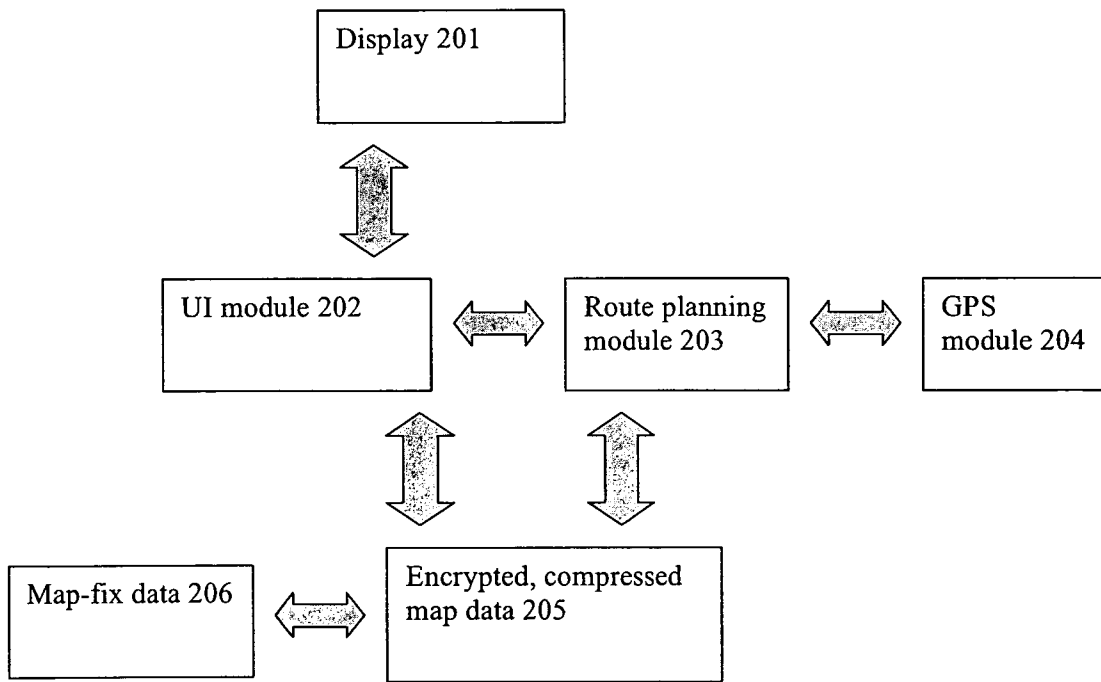 Display 201
UI module 202
Route planning
module 203
GPS
module 204
Map-fix data 206
Encrypted, compressed
map data 205